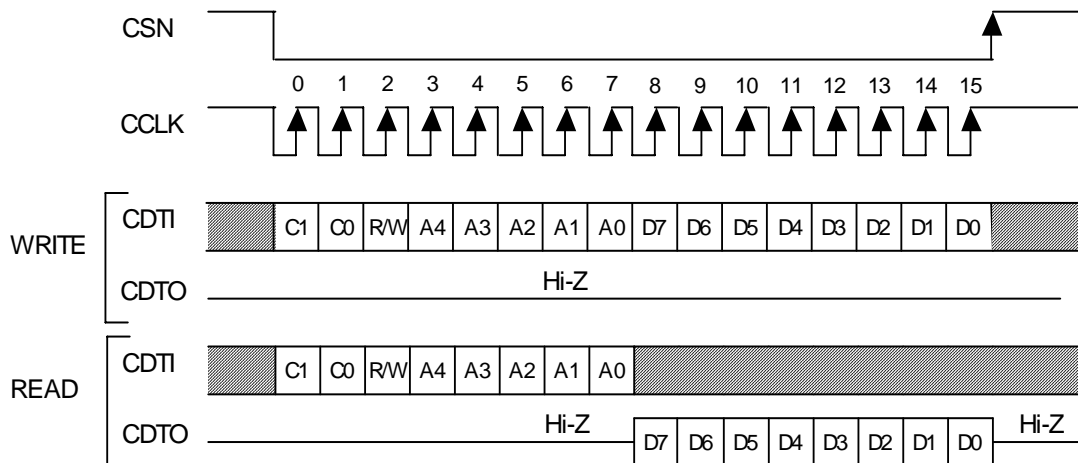 CSN
0 1 2 3 4 5 6 7 8 9 10 11 12 13 14 15
CCLK
WRITE
CDTI C1 C0 R/W A4 A3 A2 A1 A0 D7 D6 D5 D4 D3 D2 D1 D0
Hi-Z
CDTO
READ
CDTI C1 C0 R/W A4 A3 A2 A1 A0
Hi-Z Hi-Z
CDTO D7 D6 D5 D4 D3 D2 D1 D0